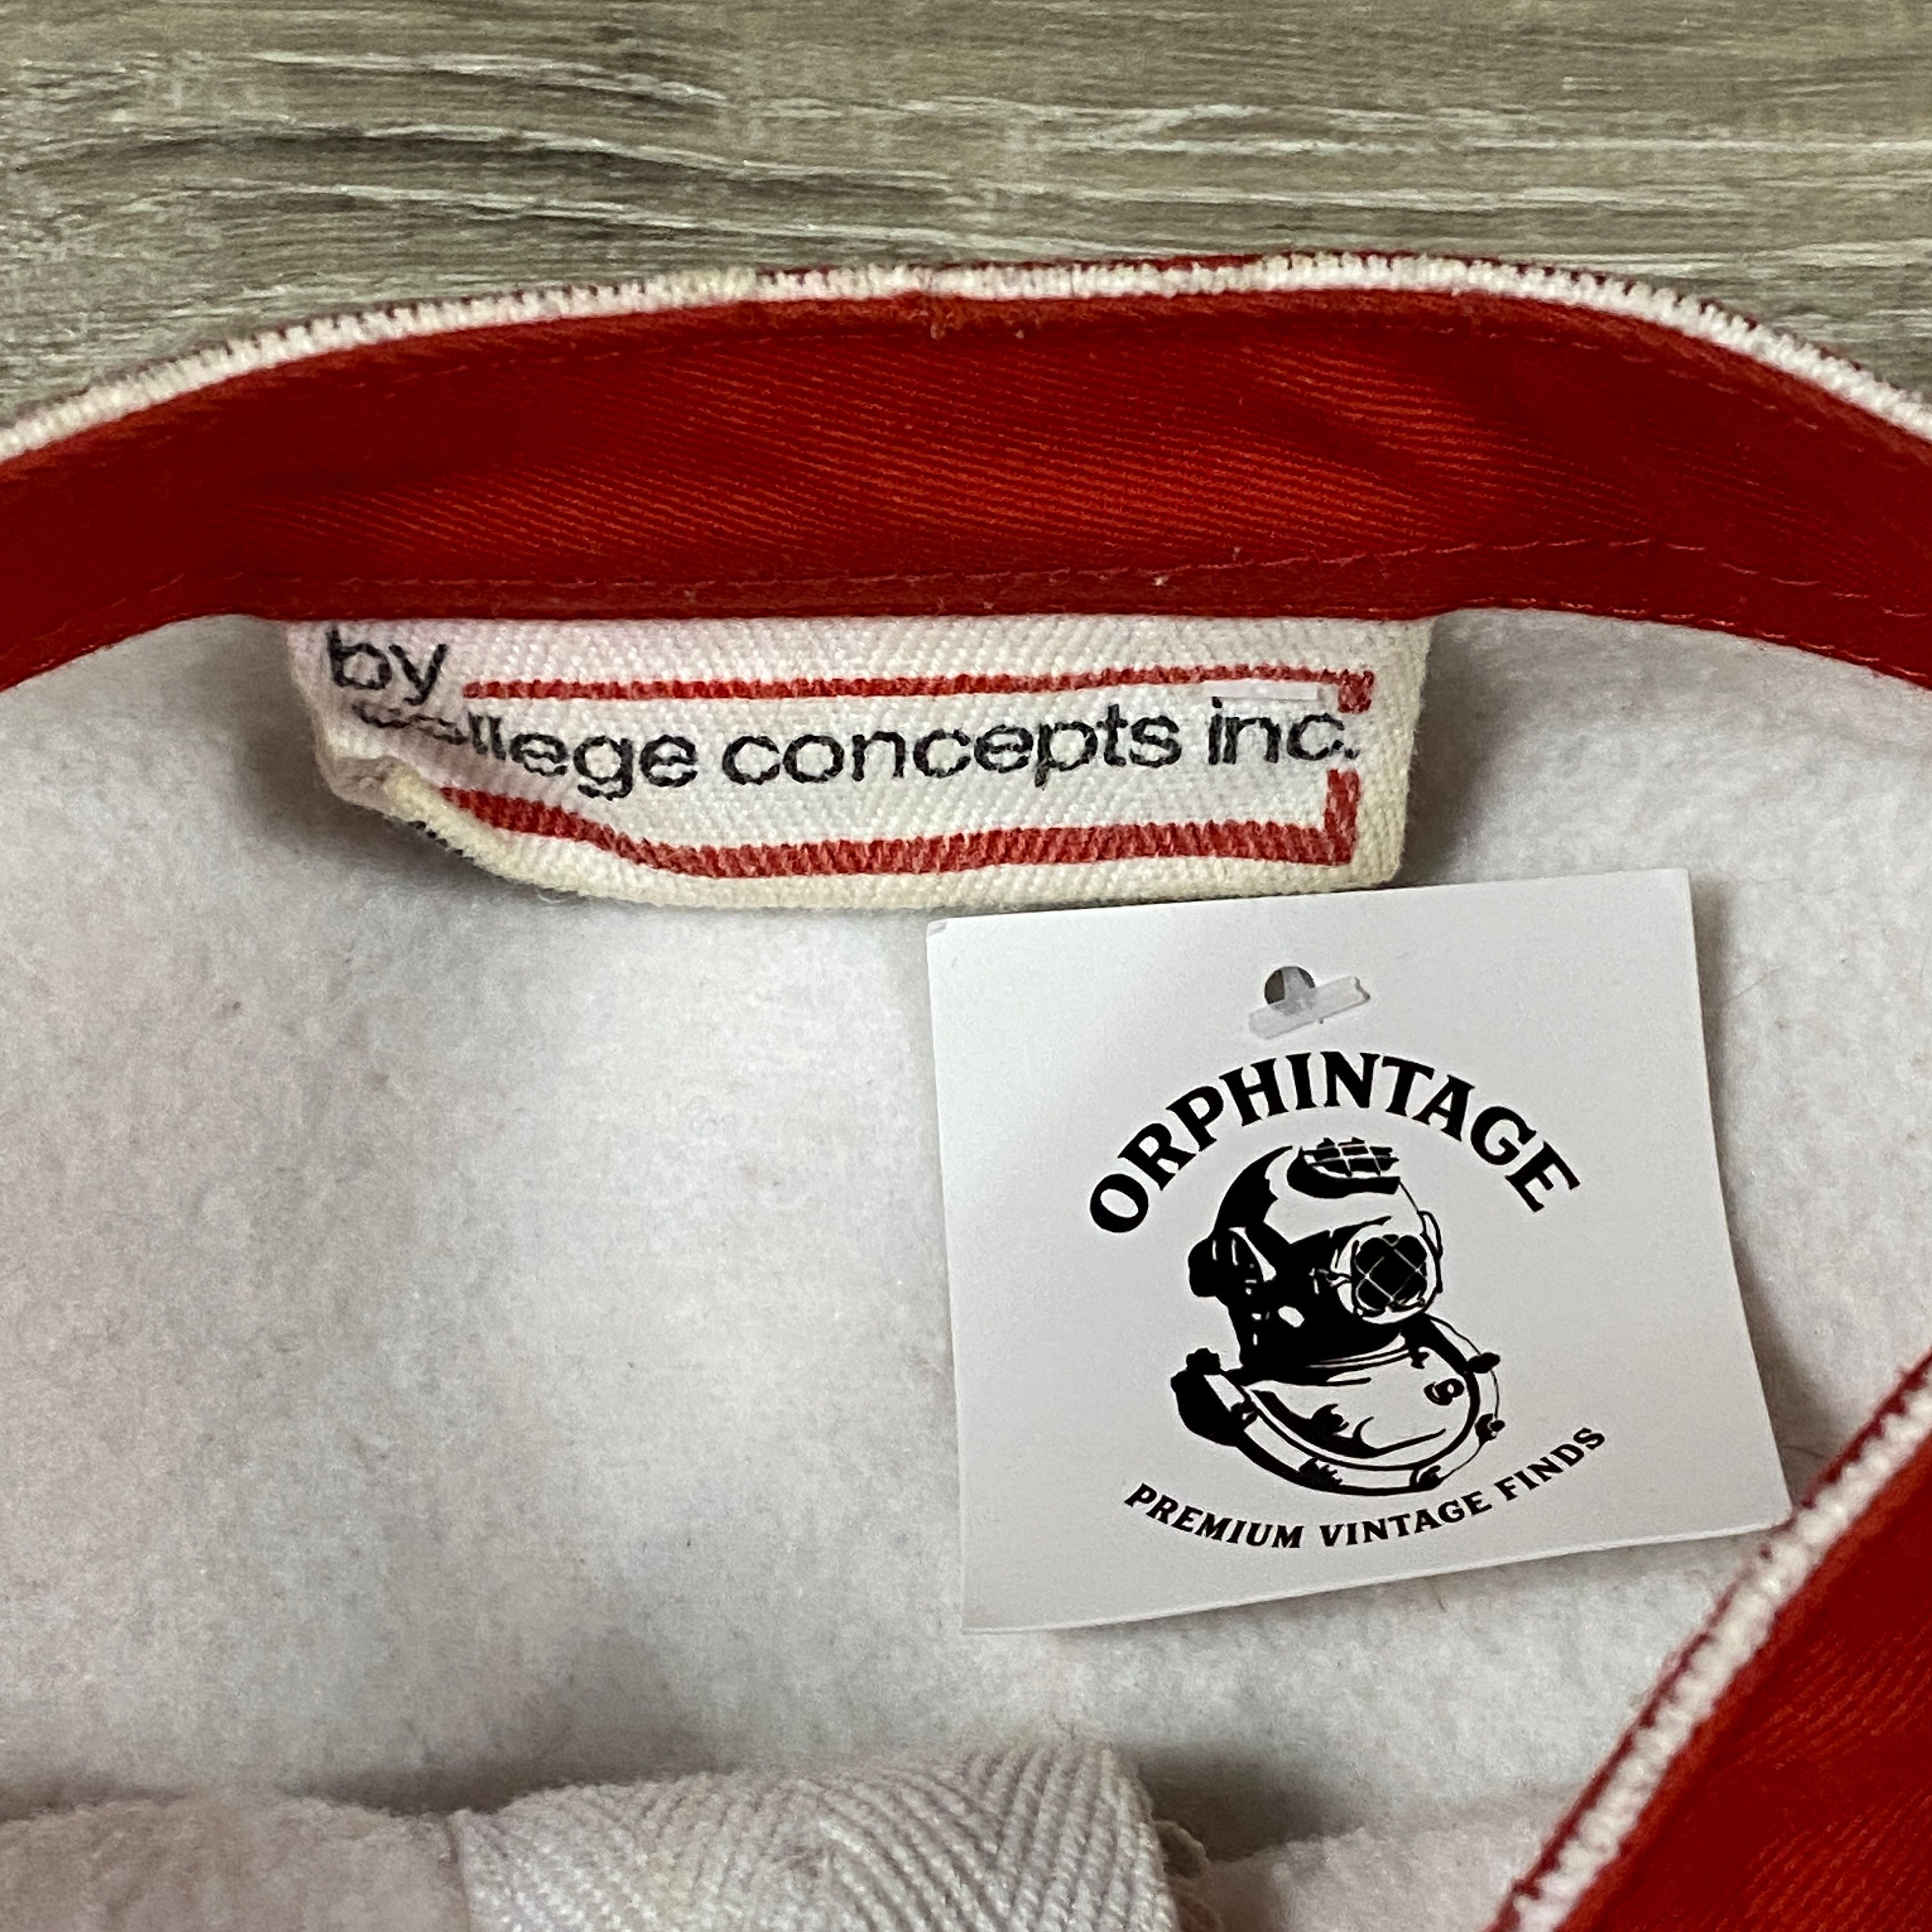 by
college concepts inc.
ORPHINTAGE
PREMIUM VINTAGE FINDS